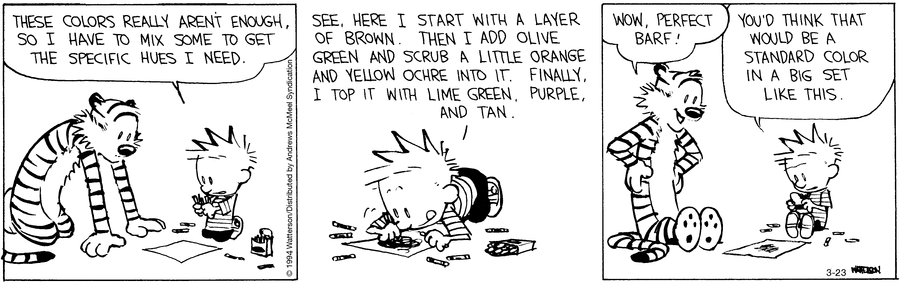 THESE COLORS REALLY AREN'T ENOUGH,
SO I HAVE TO MIX SOME TO GET
THE SPECIFIC HUES I NEED.
© 1994 Watterson/Distributed by Andrews McMeel Syndication
SEE, HERE I START WITH A LAYER
OF BROWN. THEN I ADD OLIVE
GREEN AND SCRUB A LITTLE ORANGE
AND YELLOW OCHRE INTO IT. FINALLY,
I TOP IT WITH LIME GREEN, PURPLE,
AND TAN.
WOW, PERFECT
BARF!
YOU'D THINK THAT
WOULD BE A
STANDARD COLOR
IN A BIG SET
LIKE THIS.
3-23 WATTERSON